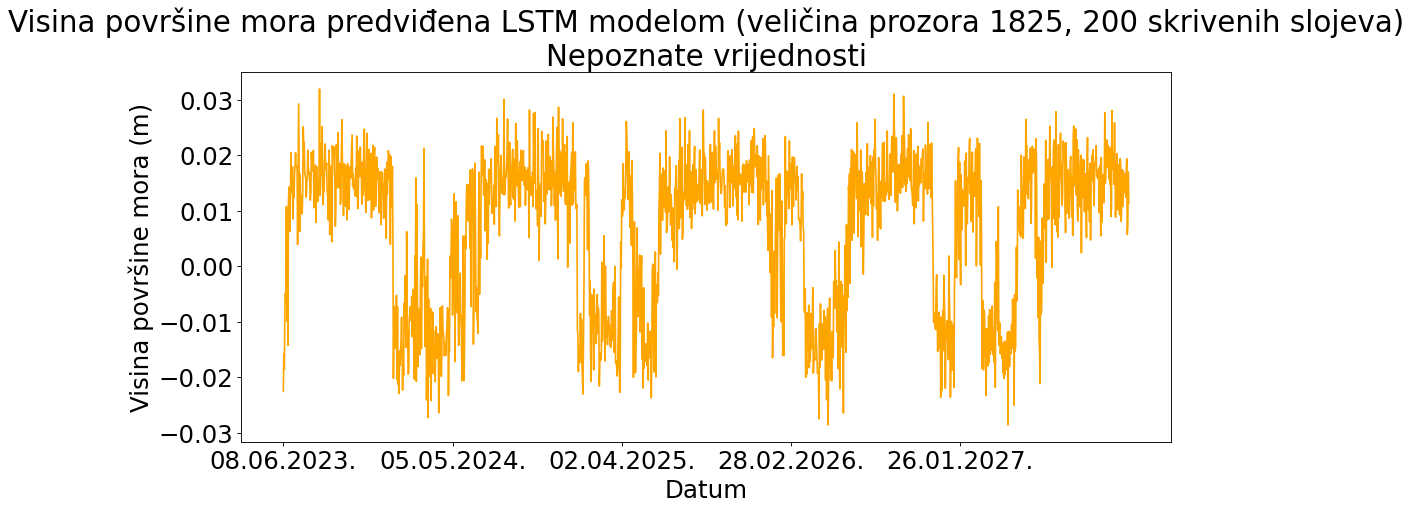 Visina površine mora predviđena LSTM modelom (veličina prozora 1825, 200 skrivenih slojeva)
Nepoznate vrijednosti
Visina površine mora (m)
0.03
0.02
0.01
0.00
−0.01
−0.02
−0.03
08.06.2023. 05.05.2024. 02.04.2025. 28.02.2026. 26.01.2027.
Datum